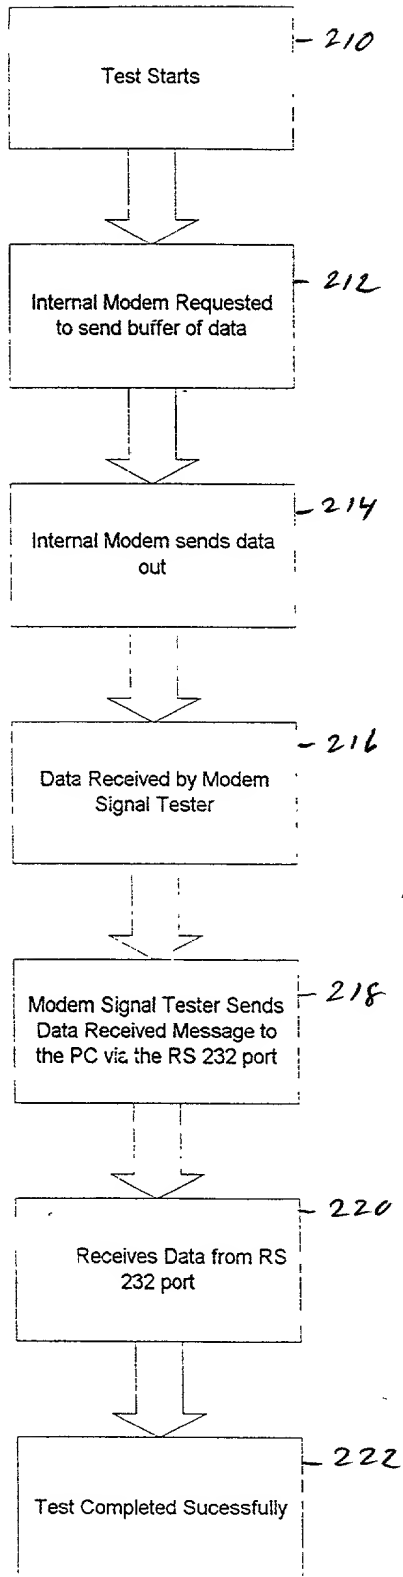 210
Test Starts
212
Internal Modem Requested
to send buffer of data
214
Internal Modem sends data
out
216
Data Received by Modem
Signal Tester
218
Modem Signal Tester Sends
Data Received Message to
the PC via the RS 232 port
220
Receives Data from RS
232 port
222
Test Completed Sucessfully